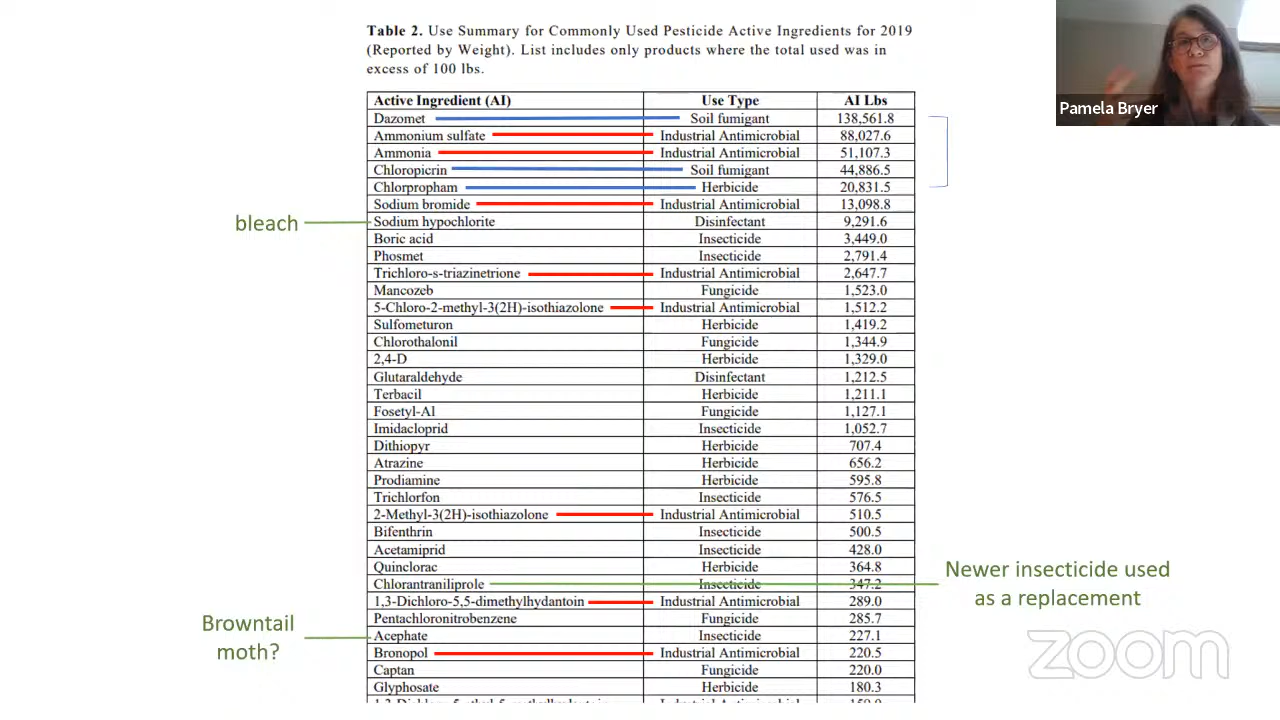 Table 2. Use Summary for Commonly Used Pesticide Active Ingredients for 2019
(Reported by Weight). List includes only products where the total used was in
excess of 100 lbs.
Active Ingredient (AI) Use Type AI Lbs
Dazomet Soil fumigant 138,561.8
Ammonium sulfate Industrial Antimicrobial 88,027.6
Ammonia Industrial Antimicrobial 51,107.3
Chloropicrin Soil fumigant 44,886.5
Chlorpropham Herbicide 20,831.5
Sodium bromide Industrial Antimicrobial 13,098.8
bleach
Sodium hypochlorite Disinfectant 9,291.6
Boric acid Insecticide 3,449.0
Phosmet Insecticide 2,791.4
Trichloro-s-triazinetrione Industrial Antimicrobial 2,647.7
Mancozeb Fungicide 1,523.0
5-Chloro-2-methyl-3(2H)-isothiazolone Industrial Antimicrobial 1,512.2
Sulfometuron Herbicide 1,419.2
Chlorothalonil Fungicide 1,344.9
2,4-D Herbicide 1,329.0
Glutaraldehyde Disinfectant 1,212.5
Terbacil Herbicide 1,211.1
Fosetyl-Al Fungicide 1,127.1
Imidacloprid Insecticide 1,052.7
Dithiopyr Herbicide 707.4
Atrazine Herbicide 656.2
Prodiamine Herbicide 595.8
Trichlorfon Insecticide 576.5
2-Methyl-3(2H)-isothiazolone Industrial Antimicrobial 510.5
Bifenthrin Insecticide 500.5
Acetamiprid Insecticide 428.0
Quinclorac Herbicide 364.8
Chlorantraniliprole Insecticide 347.2
Newer insecticide used
as a replacement
1,3-Dichloro-5,5-dimethylhydantoin Industrial Antimicrobial 289.0
Pentachloronitrobenzene Fungicide 285.7
Browntail
moth?
Acephate Insecticide 227.1
Bronopol Industrial Antimicrobial 220.5
Captan Fungicide 220.0
Glyphosate Herbicide 180.3
Pamela Bryer
zoom